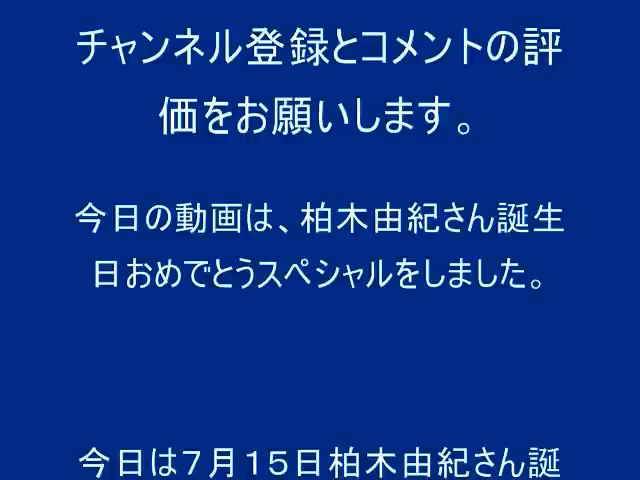 チャンネル登録とコメントの評
価をお願いします。
今日の動画は、柏木由紀さん誕生
日おめでとうスペシャルをしました。
今日は７月１５日柏木由紀さん誕